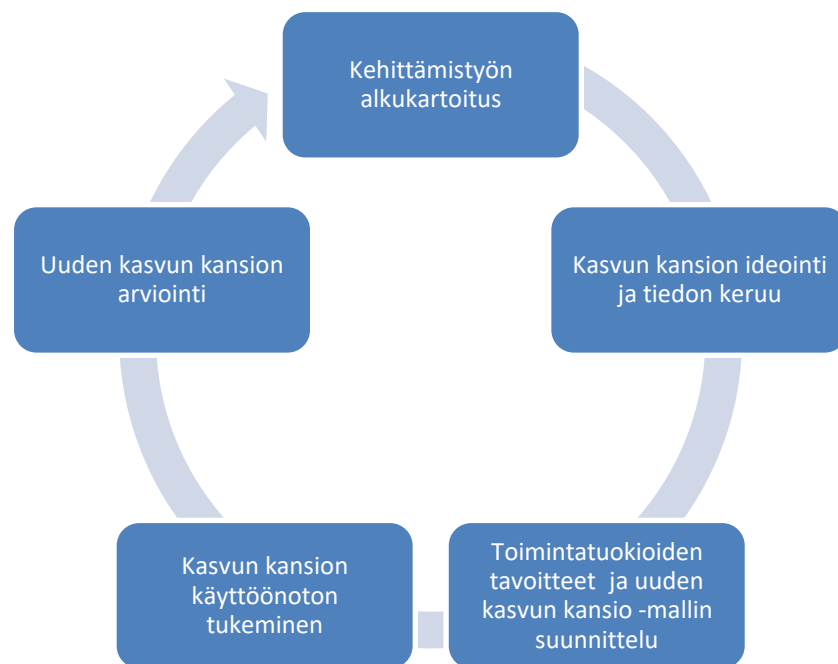 Kehittämistyön
alkukartoitus
Kasvun kansion ideointi
ja tiedon keruu
Toimintatuokioiden
tavoitteet ja uuden
kasvun kansio -mallin
suunnittelu
Kasvun kansion
käyttöönoton
tukeminen
Uuden kasvun kansion
arviointi